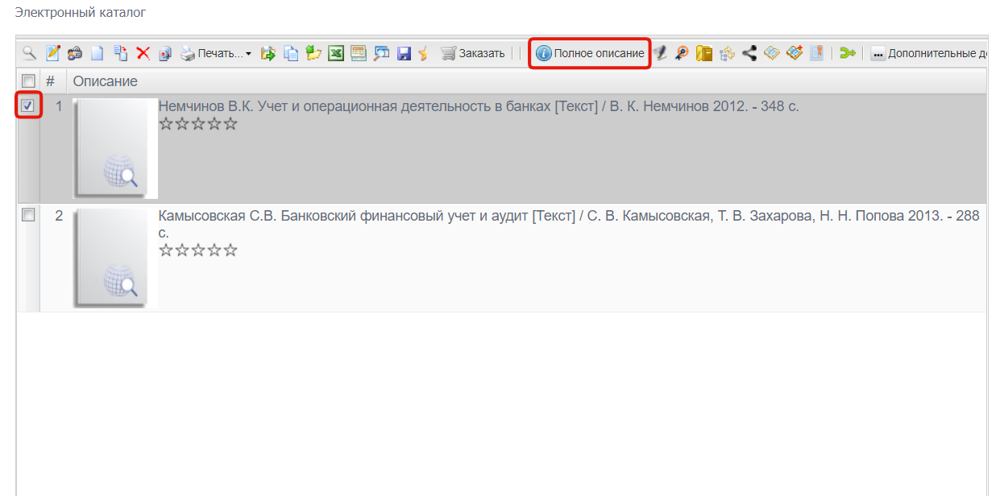 Электронный каталог
Печать... Заказать Полное описание Дополнительные д
# Описание
1 Немчинов В.К. Учет и операционная деятельность в банках [Текст] / В. К. Немчинов 2012. - 348 с.
2 Камысовская С.В. Банковский финансовый учет и аудит [Текст] / С. В. Камысовская, Т. В. Захарова, Н. Н. Попова 2013. - 288
с.